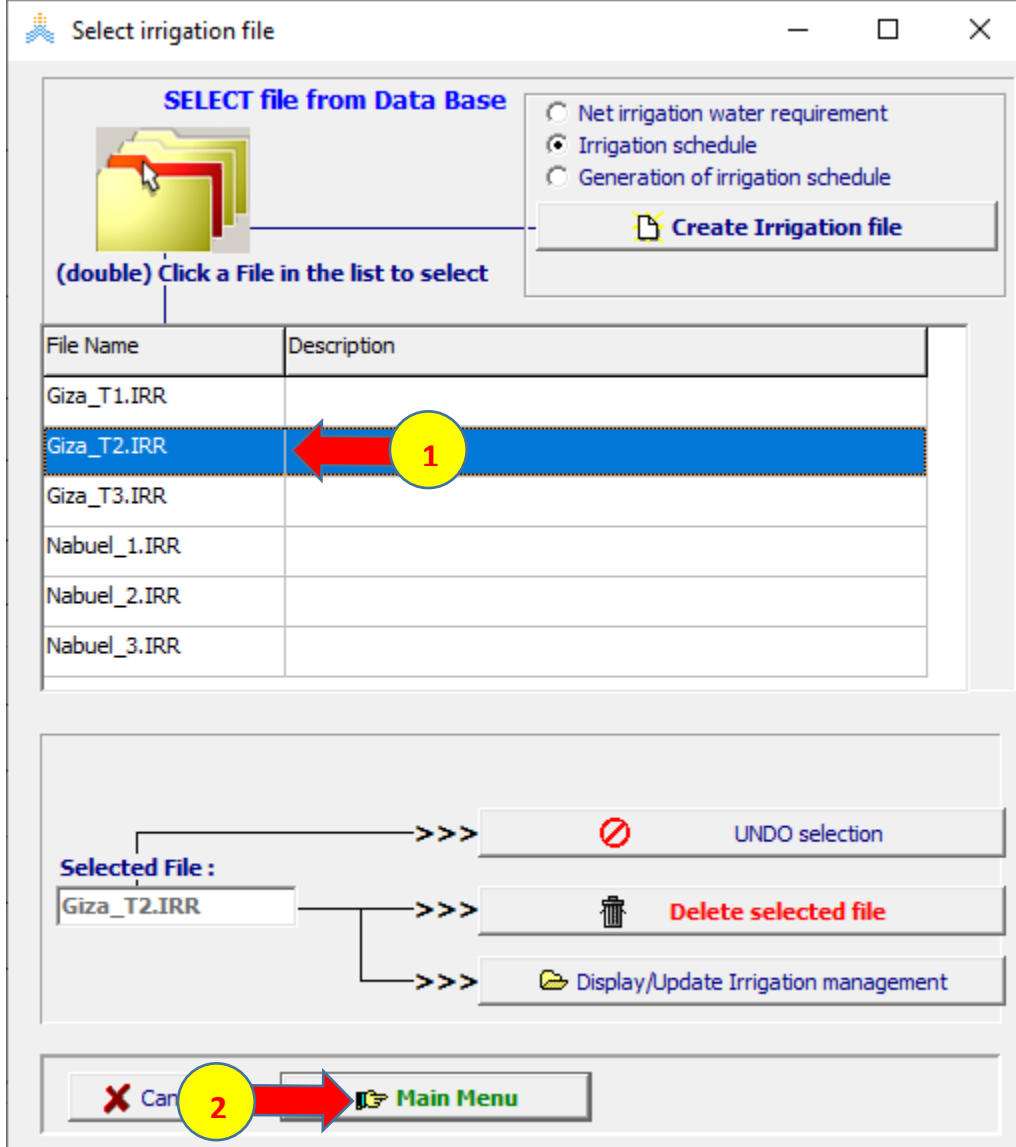 Select irrigation file
SELECT file from Data Base
Net irrigation water requirement
Irrigation schedule
Generation of irrigation schedule
Create Irrigation file
(double) Click a File in the list to select
File Name Description
Giza_T1.IRR
Giza_T2.IRR
1
Giza_T3.IRR
Nabuel_1.IRR
Nabuel_2.IRR
Nabuel_3.IRR
>>> UNDO selection
Selected File :
Giza_T2.IRR
>>> Delete selected file
>>> Display/Update Irrigation management
Can
2
Main Menu